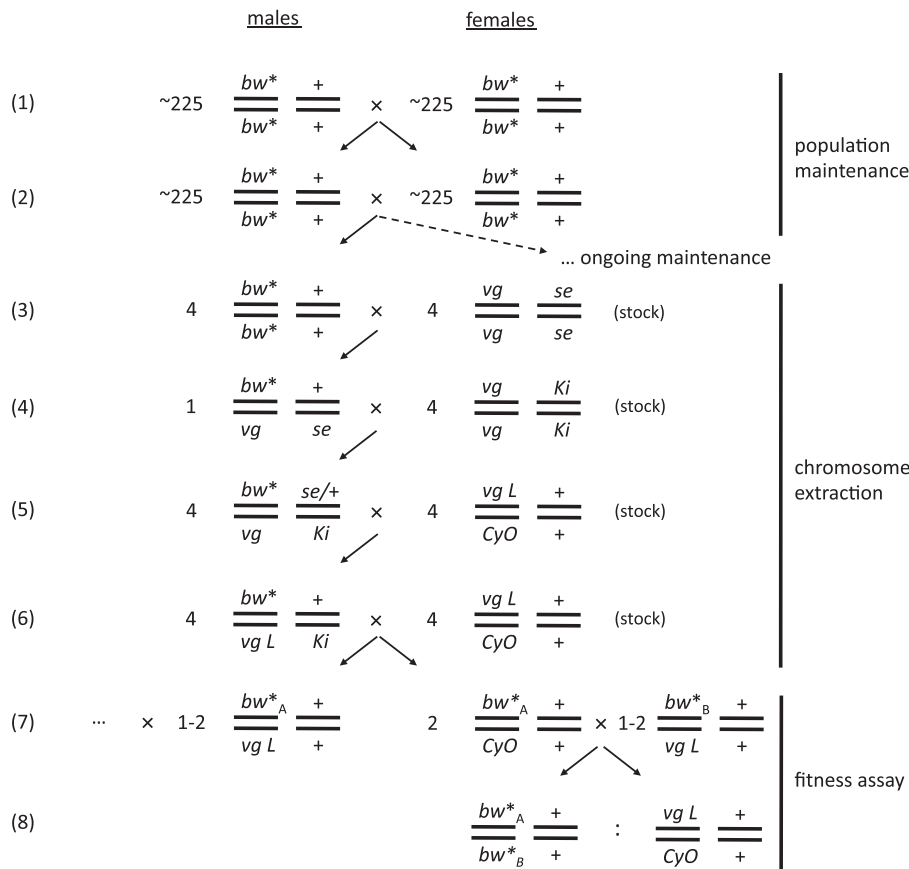 males females
bw* + bw* +
(1) ~225 × ~225
bw* + bw* +
population
maintenance
bw* + bw* +
(2) ~225 × ~225
bw* + bw* +
... ongoing maintenance
bw* + vg se
(3) 4 × 4 (stock)
bw* + vg se
bw* + vg Ki
(4) 1 × 4 (stock)
vg se vg Ki
chromosome
extraction
bw* se/+ vg L +
(5) 4 × 4 (stock)
vg Ki CyO +
bw* + vg L +
(6) 4 × 4 (stock)
vg L Ki CyO +
bw*A + bw*A + bw*B +
(7) ... × 1-2 2 × 1-2
vg L + CyO + vg L +
fitness assay
bw*A + vg L +
(8) :
bw*B + CyO +